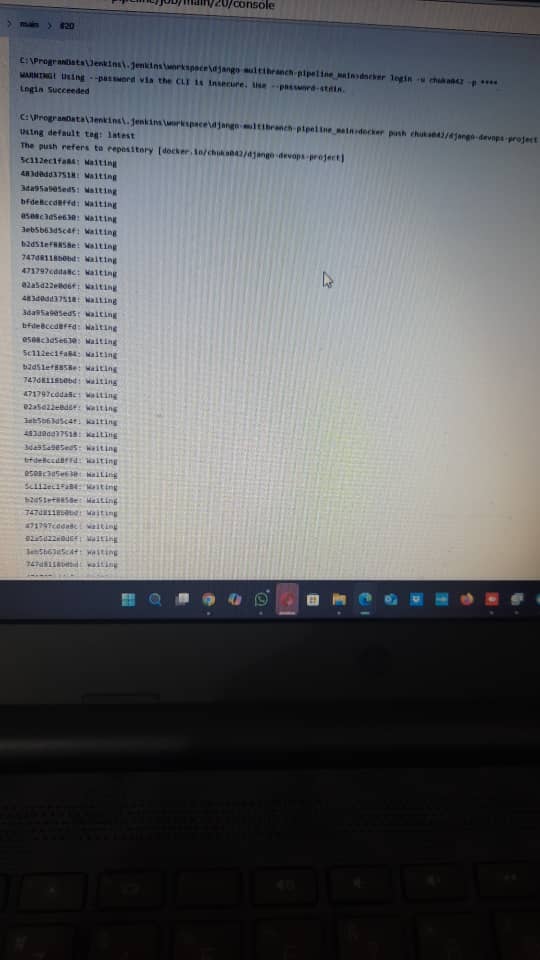 main/20/console
> main > #20
C:\ProgramData\Jenkins\.jenkins\workspace\django-multibranch-pipeline_main>docker login -u chuka042 -p ****
WARNING! Using --password via the CLI is insecure. Use --password-stdin.
Login Succeeded
C:\ProgramData\Jenkins\.jenkins\workspace\django-multibranch-pipeline_main>docker push chuka042/django-devops-project
Using default tag: latest
The push refers to repository [docker.io/chuka042/django-devops-project]
5c112ec1fa84: Waiting
483d0dd37518: Waiting
3da95a905ed5: Waiting
bfde8ccd8ffd: Waiting
0508c3d5e630: Waiting
3eb5b63d5c4f: Waiting
b2d51ef8858e: Waiting
747d8118b0bd: Waiting
471797cdda8c: Waiting
02a5d22e0d6f: Waiting
483d0dd37518: Waiting
3da95a905ed5: Waiting
bfde8ccd8ffd: Waiting
0508c3d5e630: Waiting
5c112ec1fa84: Waiting
b2d51ef8858e: Waiting
747d8118b0bd: Waiting
471797cdda8c: Waiting
02a5d22e0d6f: Waiting
3eb5b63d5c4f: Waiting
483d0dd37518: Waiting
3da95a905ed5: Waiting
bfde8ccd8ffd: Waiting
0508c3d5e630: Waiting
5c112ec1fa84: Waiting
b2d51ef8858e: Waiting
747d8118b0bd: Waiting
471797cdda8c: Waiting
02a5d22e0d6f: Waiting
3eb5b63d5c4f: Waiting
747d8118b0bd: Waiting